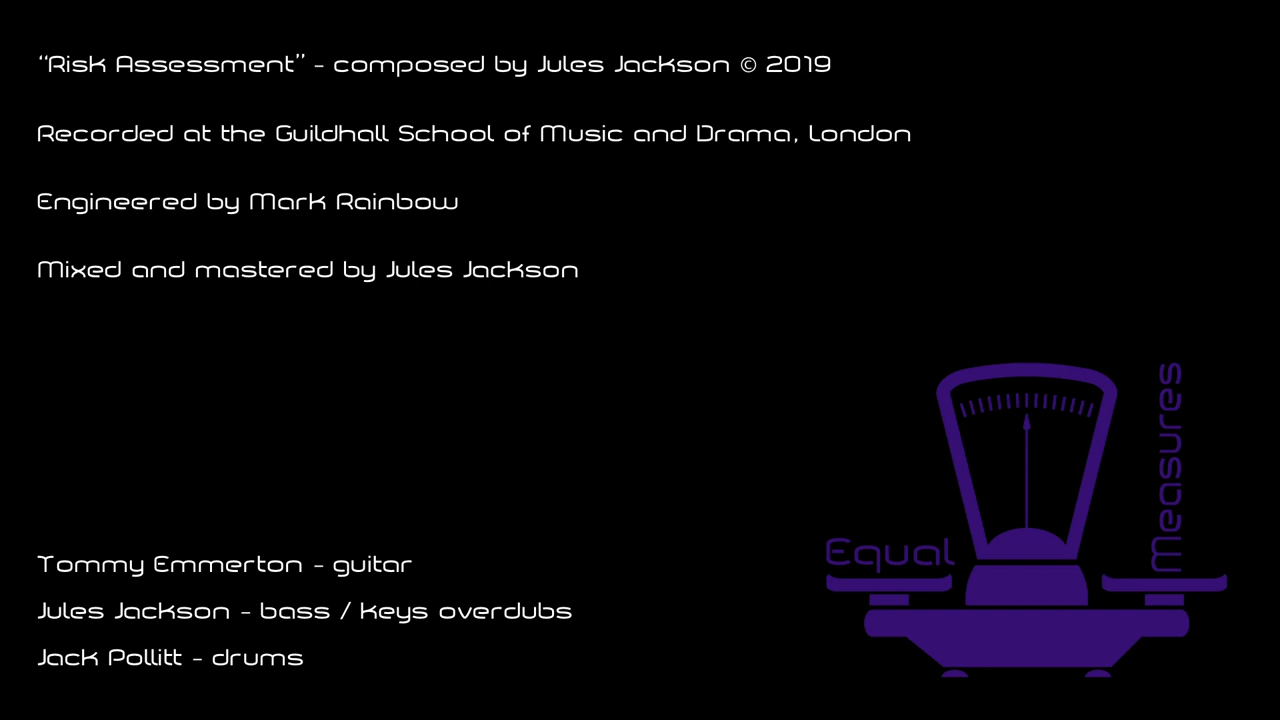 “Risk Assessment” - composed by Jules Jackson © 2019
Recorded at the Guildhall School of Music and Drama, London
Engineered by Mark Rainbow
Mixed and mastered by Jules Jackson
Tommy Emmerton - guitar
Jules Jackson - bass / keys overdubs
Jack Pollitt - drums
Equal
Measures